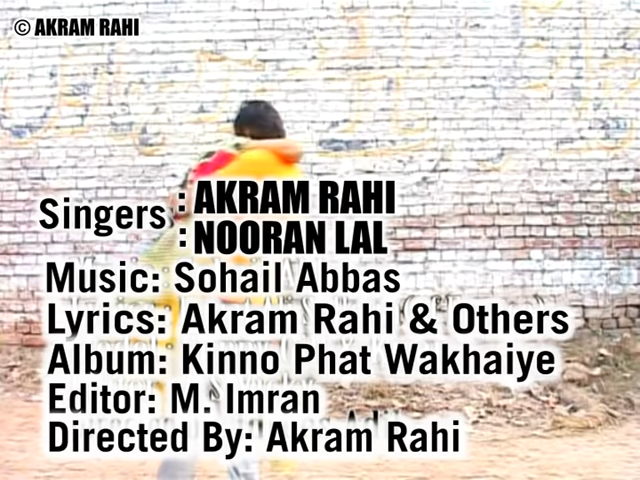 © AKRAM RAHI
Singers : AKRAM RAHI
: NOORAN LAL
Music: Sohail Abbas
Lyrics: Akram Rahi & Others
Album: Kinno Phat Wakhaiye
Editor: M. Imran
Directed By: Akram Rahi